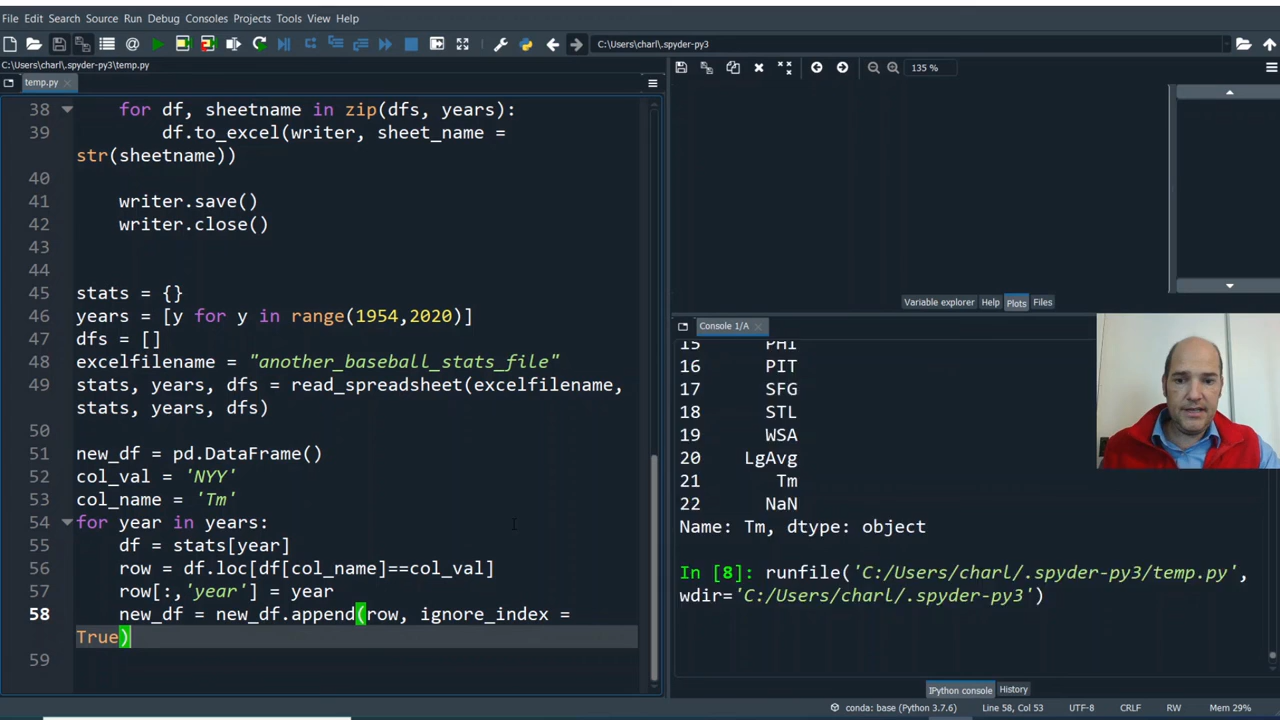 File Edit Search Source Run Debug Consoles Projects Tools View Help
C:\Users\charl\.spyder-py3
C:\Users\charl\.spyder-py3\temp.py
temp.py
135 %
38 for df, sheetname in zip(dfs, years):
39 df.to_excel(writer, sheet_name =
str(sheetname))
40
41 writer.save()
42 writer.close()
43
44
45 stats = {}
46 years = [y for y in range(1954,2020)]
47 dfs = []
48 excelfilename = "another_baseball_stats_file"
49 stats, years, dfs = read_spreadsheet(excelfilename,
stats, years, dfs)
50
51 new_df = pd.DataFrame()
52 col_val = 'NYY'
53 col_name = 'Tm'
54 for year in years:
55 df = stats[year]
56 row = df.loc[df[col_name]==col_val]
57 row[:,'year'] = year
58 new_df = new_df.append(row, ignore_index =
True)
59
Variable explorer Help Plots Files
Console 1/A
15 PHI
16 PIT
17 SFG
18 STL
19 WSA
20 LgAvg
21 Tm
22 NaN
Name: Tm, dtype: object
In [8]: runfile('C:/Users/charl/.spyder-py3/temp.py',
wdir='C:/Users/charl/.spyder-py3')
IPython console History
conda: base (Python 3.7.6) Line 58, Col 53 UTF-8 CRLF RW Mem 29%